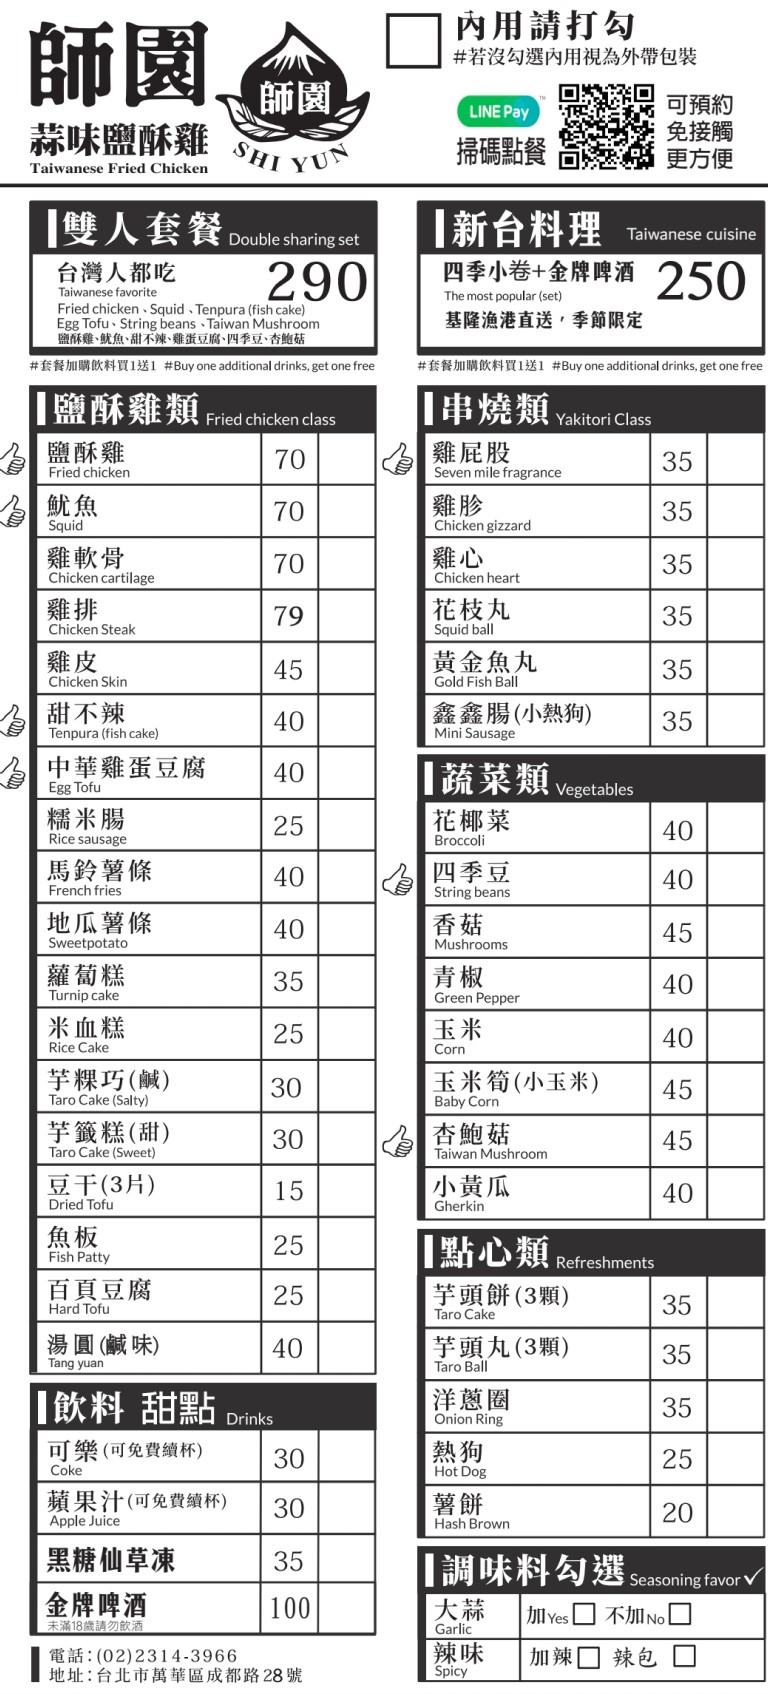 師園
蒜味鹽酥雞
Taiwanese Fried Chicken
師園
SHI YUN
內用請打勾
#若沒勾選內用視為外帶包裝
LINE Pay
TM
掃碼點餐
可預約
免接觸
更方便
雙人套餐 Double sharing set
台灣人都吃 290
Taiwanese favorite
Fried chicken、Squid、Tenpura (fish cake)
Egg Tofu、String beans、Taiwan Mushroom
鹽酥雞、魷魚、甜不辣、雞蛋豆腐、四季豆、杏鮑菇
#套餐加購飲料買1送1 #Buy one additional drinks, get one free
新台料理 Taiwanese cuisine
四季小卷+金牌啤酒 250
The most popular (set)
基隆漁港直送，季節限定
#套餐加購飲料買1送1 #Buy one additional drinks, get one free
鹽酥雞類 Fried chicken class
鹽酥雞 70
Fried chicken
魷魚 70
Squid
雞軟骨 70
Chicken cartilage
雞排 79
Chicken Steak
雞皮 45
Chicken Skin
甜不辣 40
Tenpura (fish cake)
中華雞蛋豆腐 40
Egg Tofu
糯米腸 25
Rice sausage
馬鈴薯條 40
French fries
地瓜薯條 40
Sweetpotato
蘿蔔糕 35
Turnip cake
米血糕 25
Rice Cake
芋粿巧(鹹) 30
Taro Cake (Salty)
芋籤糕(甜) 30
Taro Cake (Sweet)
豆干(3片) 15
Dried Tofu
魚板 25
Fish Patty
百頁豆腐 25
Hard Tofu
湯圓(鹹味) 40
Tang yuan
飲料 甜點 Drinks
可樂(可免費續杯) 30
Coke
蘋果汁(可免費續杯) 30
Apple Juice
黑糖仙草凍 35
金牌啤酒 100
未滿18歲請勿飲酒
電話:(02)2314-3966
地址:台北市萬華區成都路28號
串燒類 Yakitori Class
雞屁股 35
Seven mile fragrance
雞胗 35
Chicken gizzard
雞心 35
Chicken heart
花枝丸 35
Squid ball
黃金魚丸 35
Gold Fish Ball
鑫鑫腸(小熱狗) 35
Mini Sausage
蔬菜類 Vegetables
花椰菜 40
Broccoli
四季豆 40
String beans
香菇 45
Mushrooms
青椒 40
Green Pepper
玉米 40
Corn
玉米筍(小玉米) 45
Baby Corn
杏鮑菇 45
Taiwan Mushroom
小黃瓜 40
Gherkin
點心類 Refreshments
芋頭餅(3顆) 35
Taro Cake
芋頭丸(3顆) 35
Taro Ball
洋蔥圈 35
Onion Ring
熱狗 25
Hot Dog
薯餅 20
Hash Brown
調味料勾選 Seasoning favor ✓
大蒜 加Yes 不加No
Garlic
辣味 加辣 辣包
Spicy